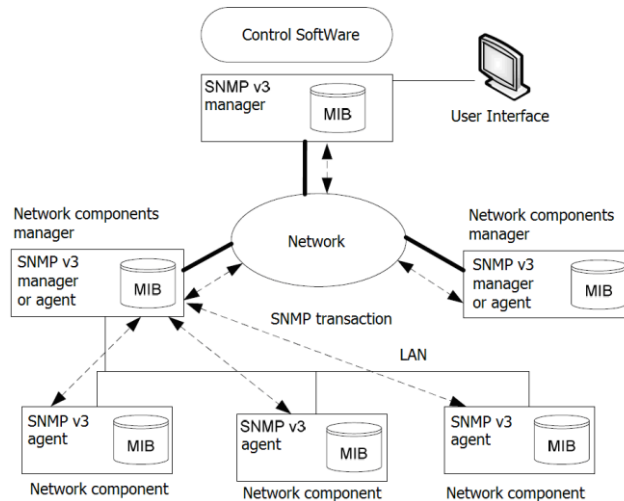 Control SoftWare
SNMP v3
manager
MIB
User Interface
Network components
manager
SNMP v3
manager
or agent
MIB
Network
Network components
manager
SNMP v3
manager
or agent
MIB
SNMP transaction
LAN
SNMP v3
agent
MIB
Network component
SNMP v3
agent
MIB
Network component
SNMP v3
agent
MIB
Network component